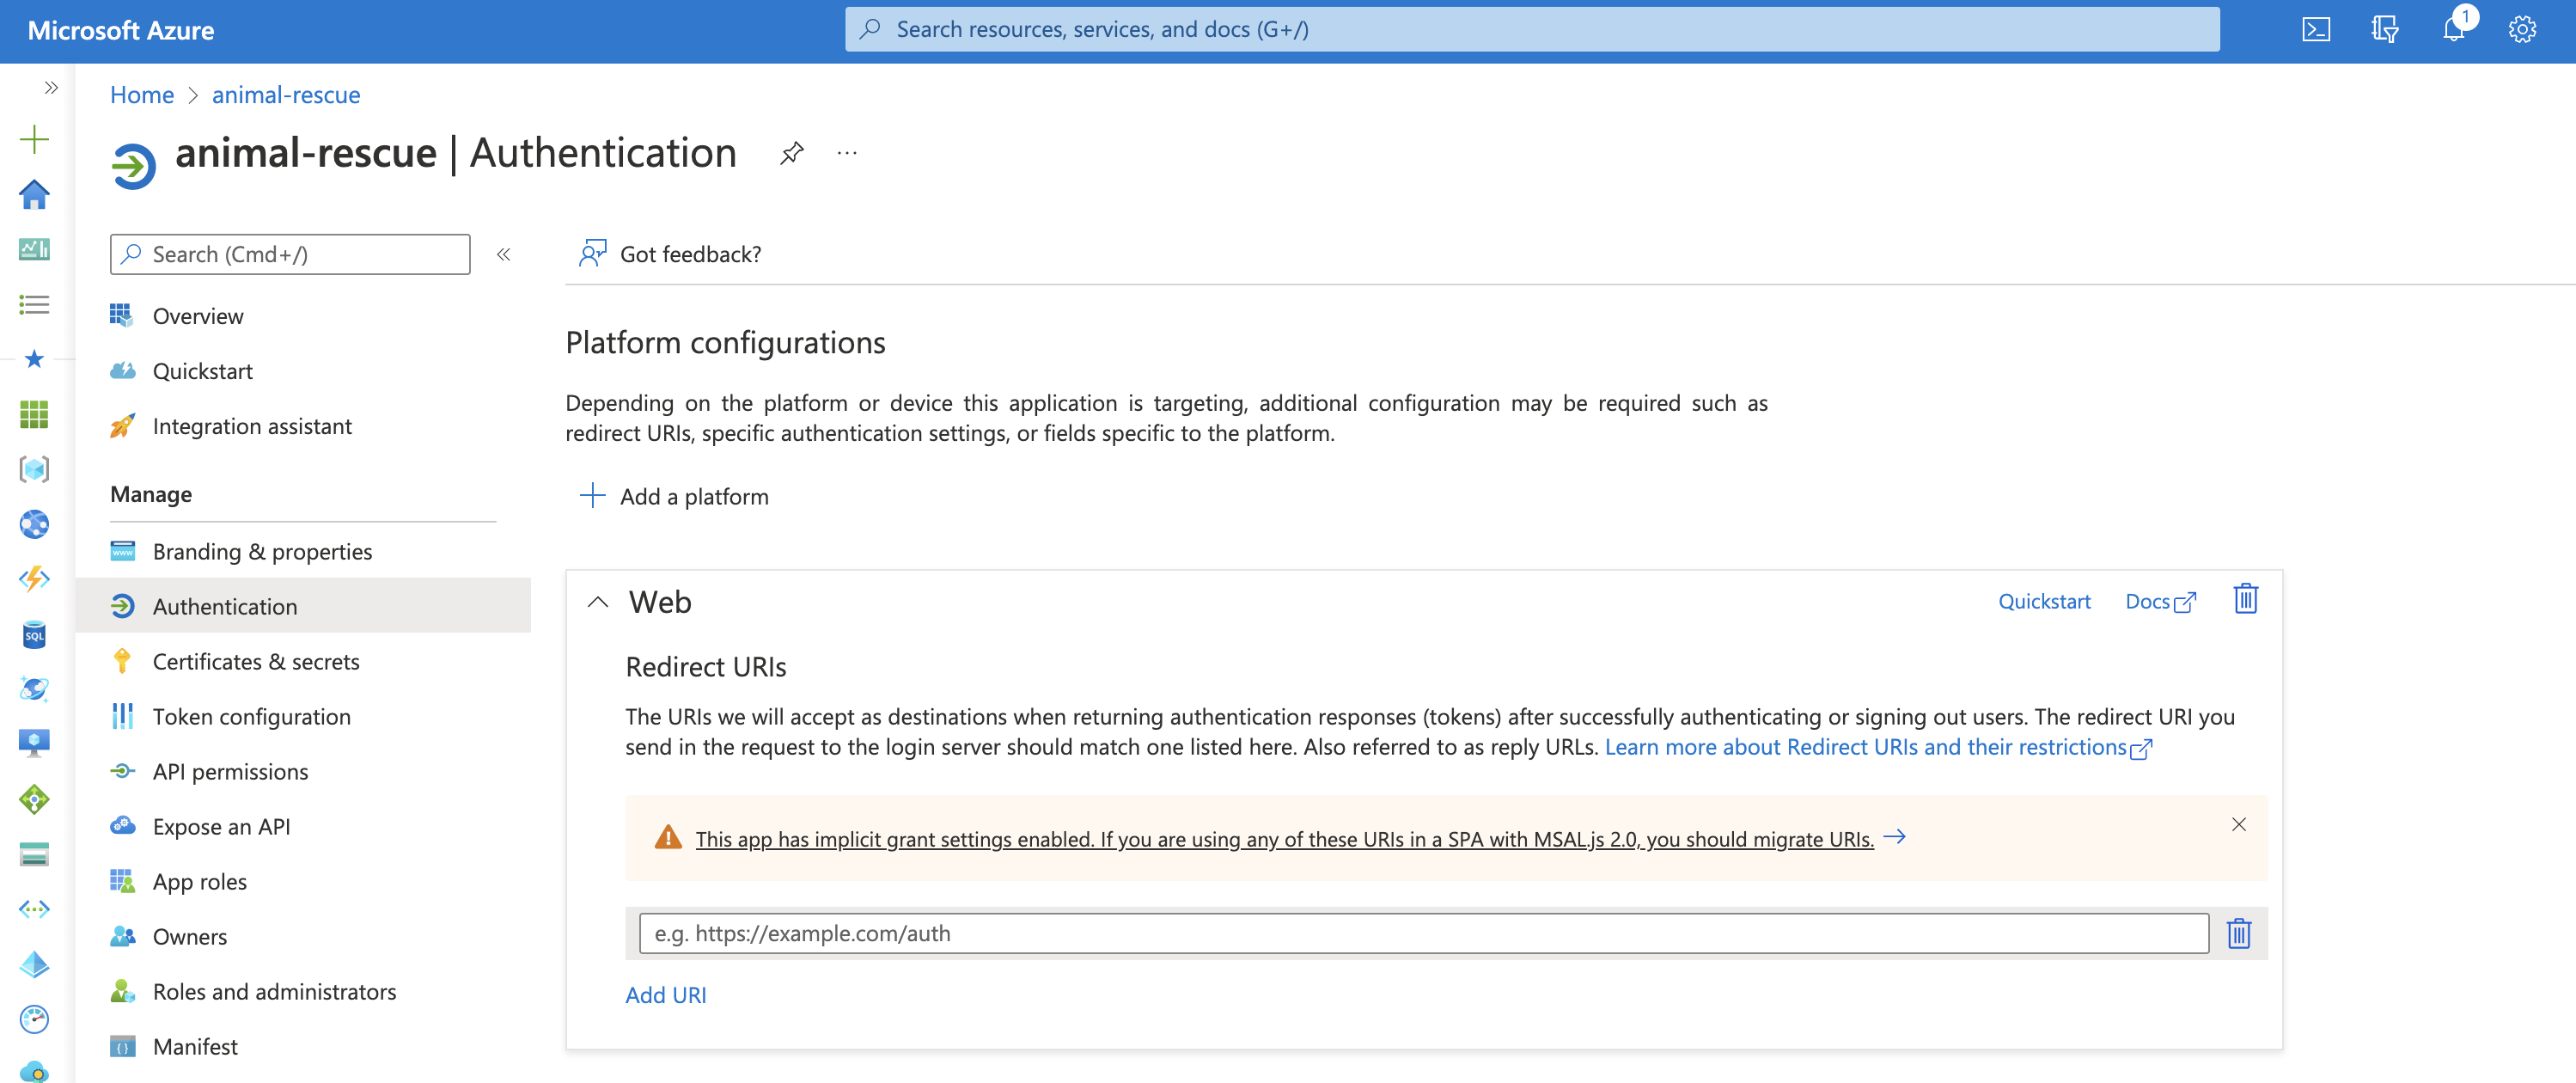 Microsoft Azure
Search resources, services, and docs (G+/)
1
Home > animal-rescue
animal-rescue | Authentication
Search (Cmd+/)
Overview
Quickstart
Integration assistant
Manage
Branding & properties
Authentication
Certificates & secrets
Token configuration
API permissions
Expose an API
App roles
Owners
Roles and administrators
Manifest
Got feedback?
Platform configurations
Depending on the platform or device this application is targeting, additional configuration may be required such as
redirect URIs, specific authentication settings, or fields specific to the platform.
Add a platform
Web
Quickstart
Docs
Redirect URIs
The URIs we will accept as destinations when returning authentication responses (tokens) after successfully authenticating or signing out users. The redirect URI you
send in the request to the login server should match one listed here. Also referred to as reply URLs. Learn more about Redirect URIs and their restrictions
This app has implicit grant settings enabled. If you are using any of these URIs in a SPA with MSAL.js 2.0, you should migrate URIs.
e.g. https://example.com/auth
Add URI
SQL
www